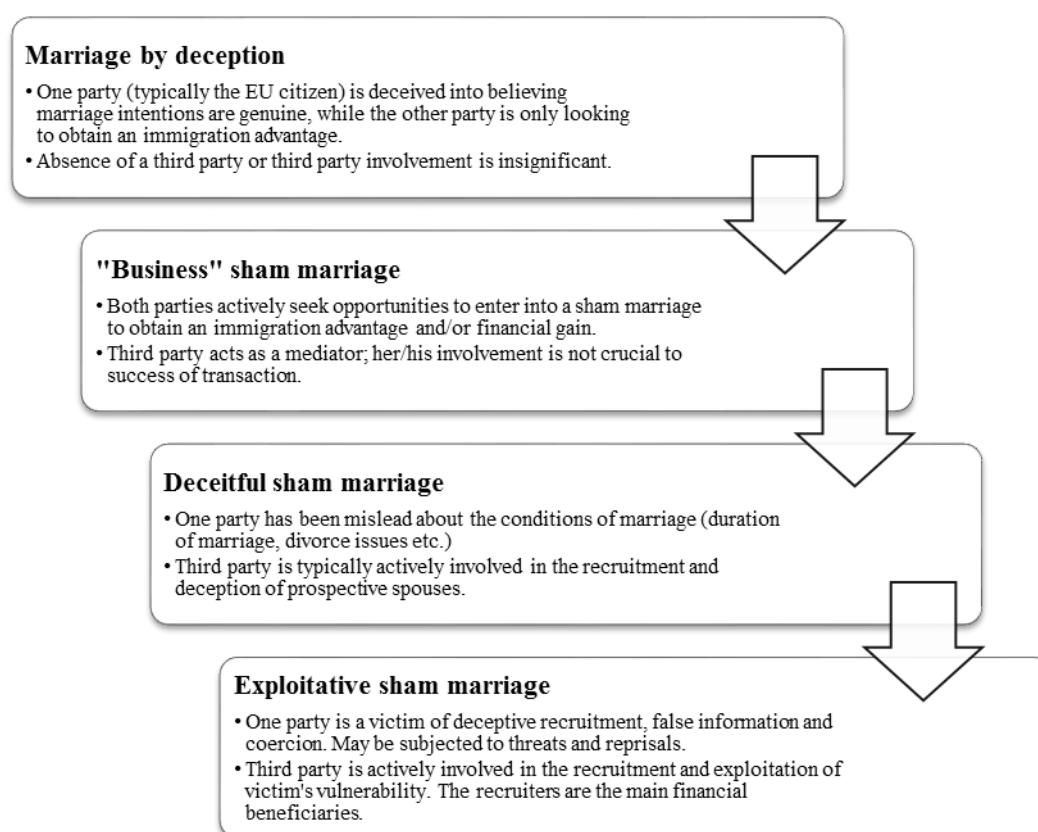 Marriage by deception
• One party (typically the EU citizen) is deceived into believing
marriage intentions are genuine, while the other party is only looking
to obtain an immigration advantage.
• Absence of a third party or third party involvement is insignificant.
"Business" sham marriage
• Both parties actively seek opportunities to enter into a sham marriage
to obtain an immigration advantage and/or financial gain.
• Third party acts as a mediator; her/his involvement is not crucial to
success of transaction.
Deceitful sham marriage
• One party has been mislead about the conditions of marriage (duration
of marriage, divorce issues etc.)
• Third party is typically actively involved in the recruitment and
deception of prospective spouses.
Exploitative sham marriage
• One party is a victim of deceptive recruitment, false information and
coercion. May be subjected to threats and reprisals.
• Third party is actively involved in the recruitment and exploitation of
victim's vulnerability. The recruiters are the main financial
beneficiaries.